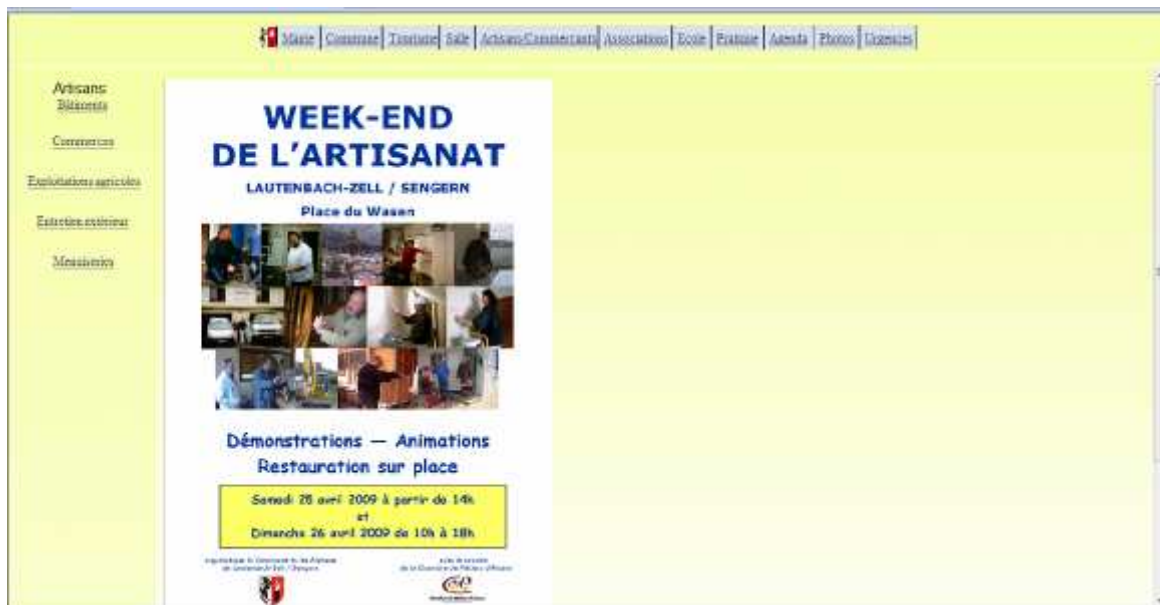 Mairie Commune Tourisme Salle Artisans-Commercants Associations Ecole Pratique Agenda Photos Urgences
Artisans
Bâtiments
Commerces
Exploitations agricoles
Entretien extérieur
Menuiseries
WEEK-END
DE L'ARTISANAT
LAUTENBACH-ZELL / SENGERN
Place du Wasen
Démonstrations — Animations
Restauration sur place
Samedi 25 avril 2009 à partir de 14h
et
Dimanche 26 avril 2009 de 10h à 18h